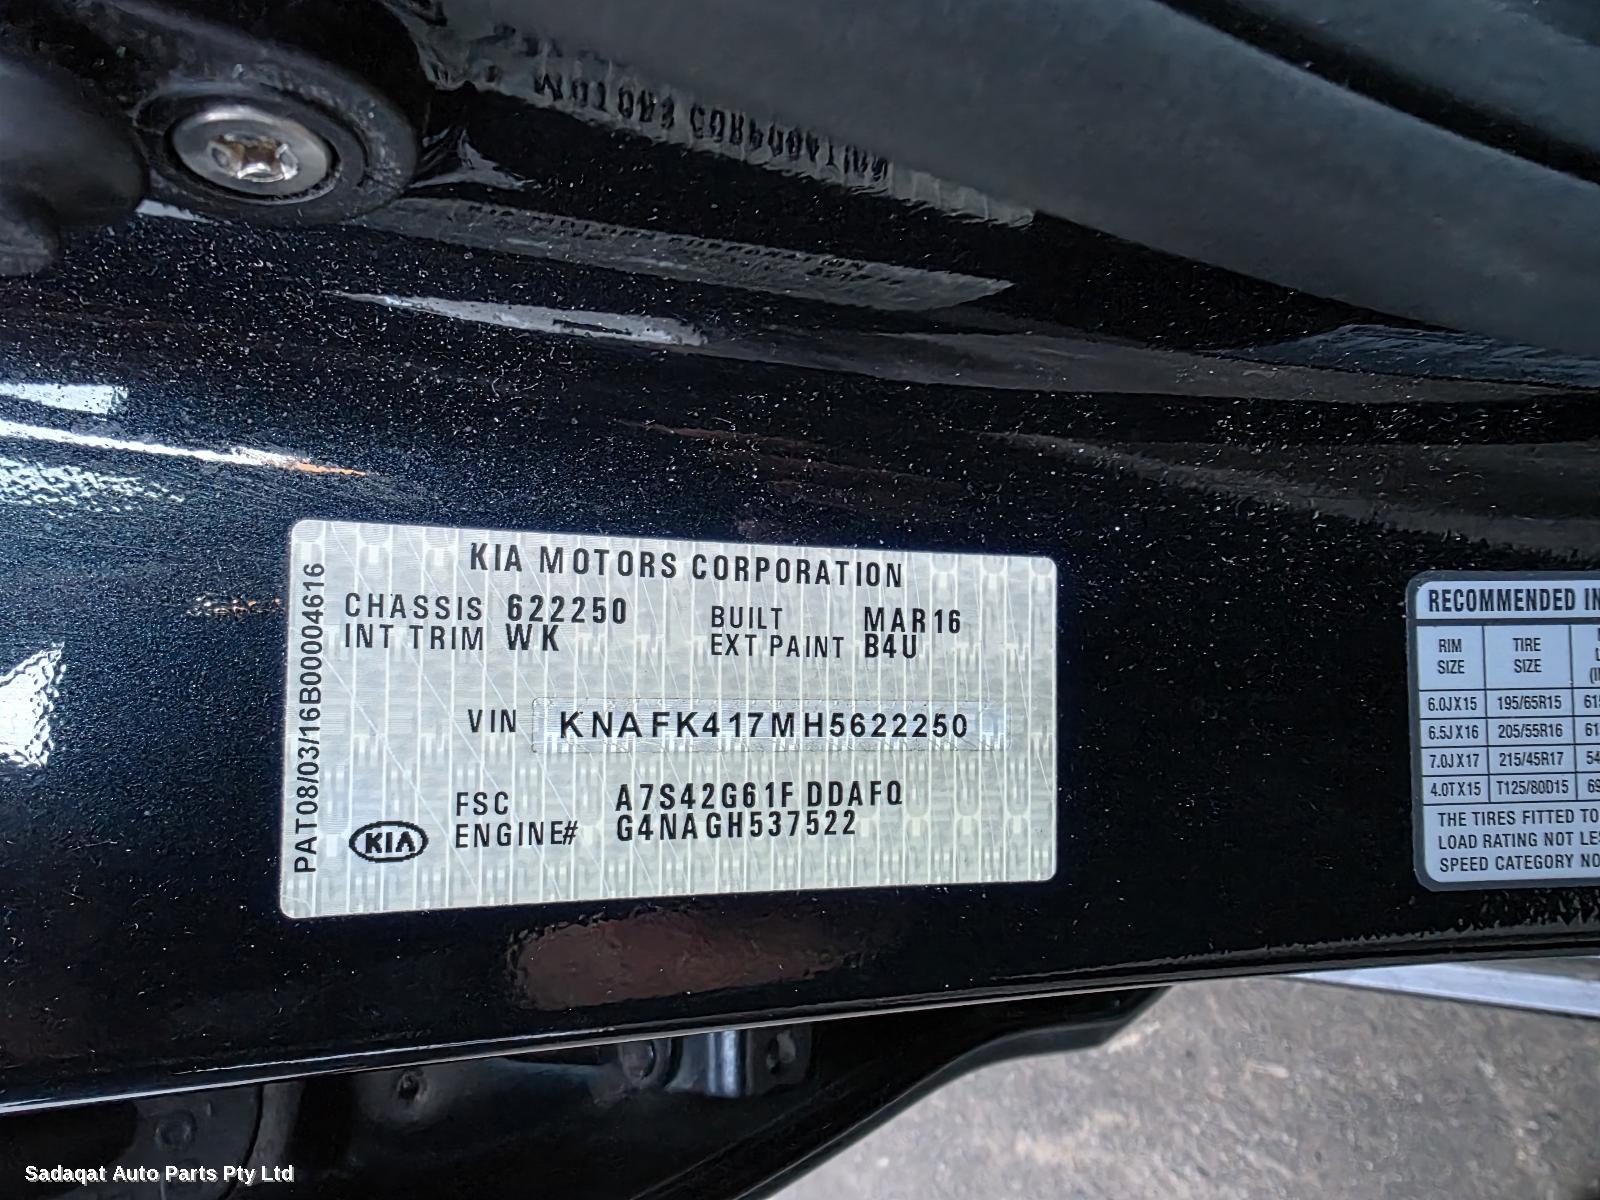 KIA MOTORS CORPORATION
CHASSIS 622250 BUILT MAR16
INT TRIM WK EXT PAINT B4U
VIN KNAFK417MH5622250
FSC A7S42G61F DDAFQ
ENGINE# G4NAGH537522
KIA
PAT08/03/16B00004616
RECOMMENDED
RIM SIZE TIRE SIZE
6.0JX15 195/65R15
6.5JX16 205/55R16
7.0JX17 215/45R17
4.0TX15 T125/80D15
THE TIRES FITTED TO
LOAD RATING NOT
SPEED CATEGORY
Sadaqat Auto Parts Pty Ltd